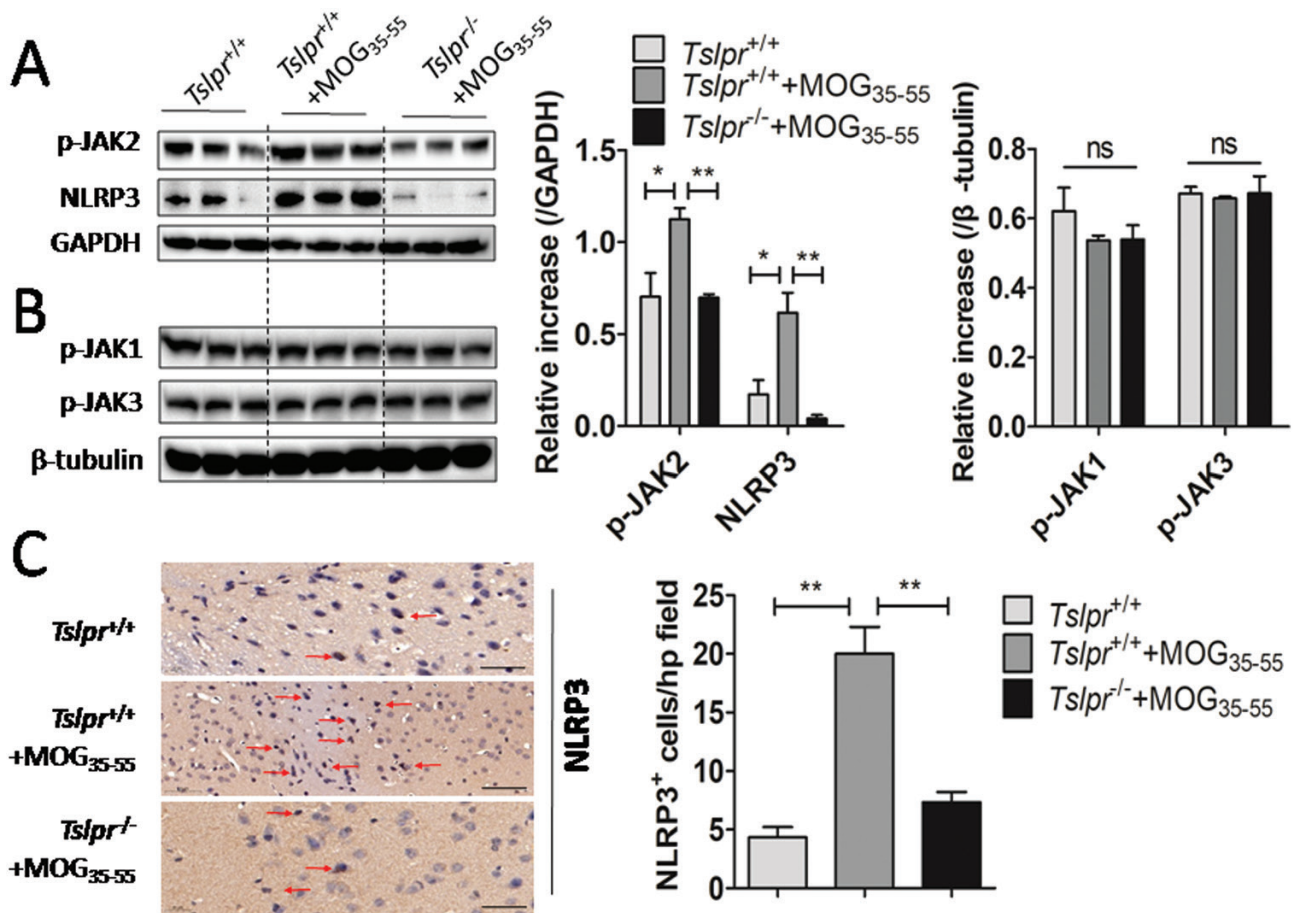 A
Tslpr+/+
Tslpr+/+
+MOG35-55
Tslpr/-
+MOG35-55
p-JAK2
NLRP3
GAPDH
Tslpr+/+
Tslpr+/++MOG35-55
Tslpr-/-+MOG35-55
Relative increase (/GAPDH)
1.5
1.0
0.5
0.0
*
**
*
**
p-JAK2
NLRP3
Relative increase (/β -tubulin)
0.8
0.6
0.4
0.2
0.0
ns
ns
p-JAK1
p-JAK3
B
p-JAK1
p-JAK3
β-tubulin
C
Tslpr+/+
Tslpr+/+
+MOG35-55
Tslpr/-
+MOG35-55
NLRP3
NLRP3+ cells/hp field
25
20
15
10
5
0
**
**
Tslpr+/+
Tslpr+/++MOG35-55
Tslpr-/-+MOG35-55